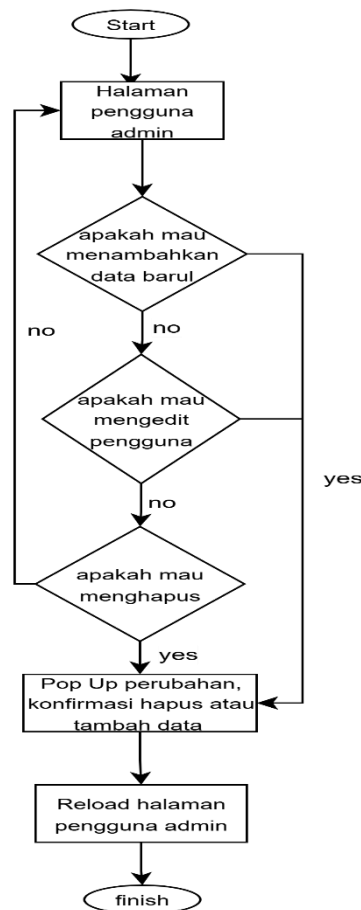 Start
Halaman
pengguna
admin
apakah mau
menambahkan
data barul
no
no
apakah mau
mengedit
pengguna
yes
no
apakah mau
menghapus
yes
Pop Up perubahan,
konfirmasi hapus atau
tambah data
Reload halaman
pengguna admin
finish